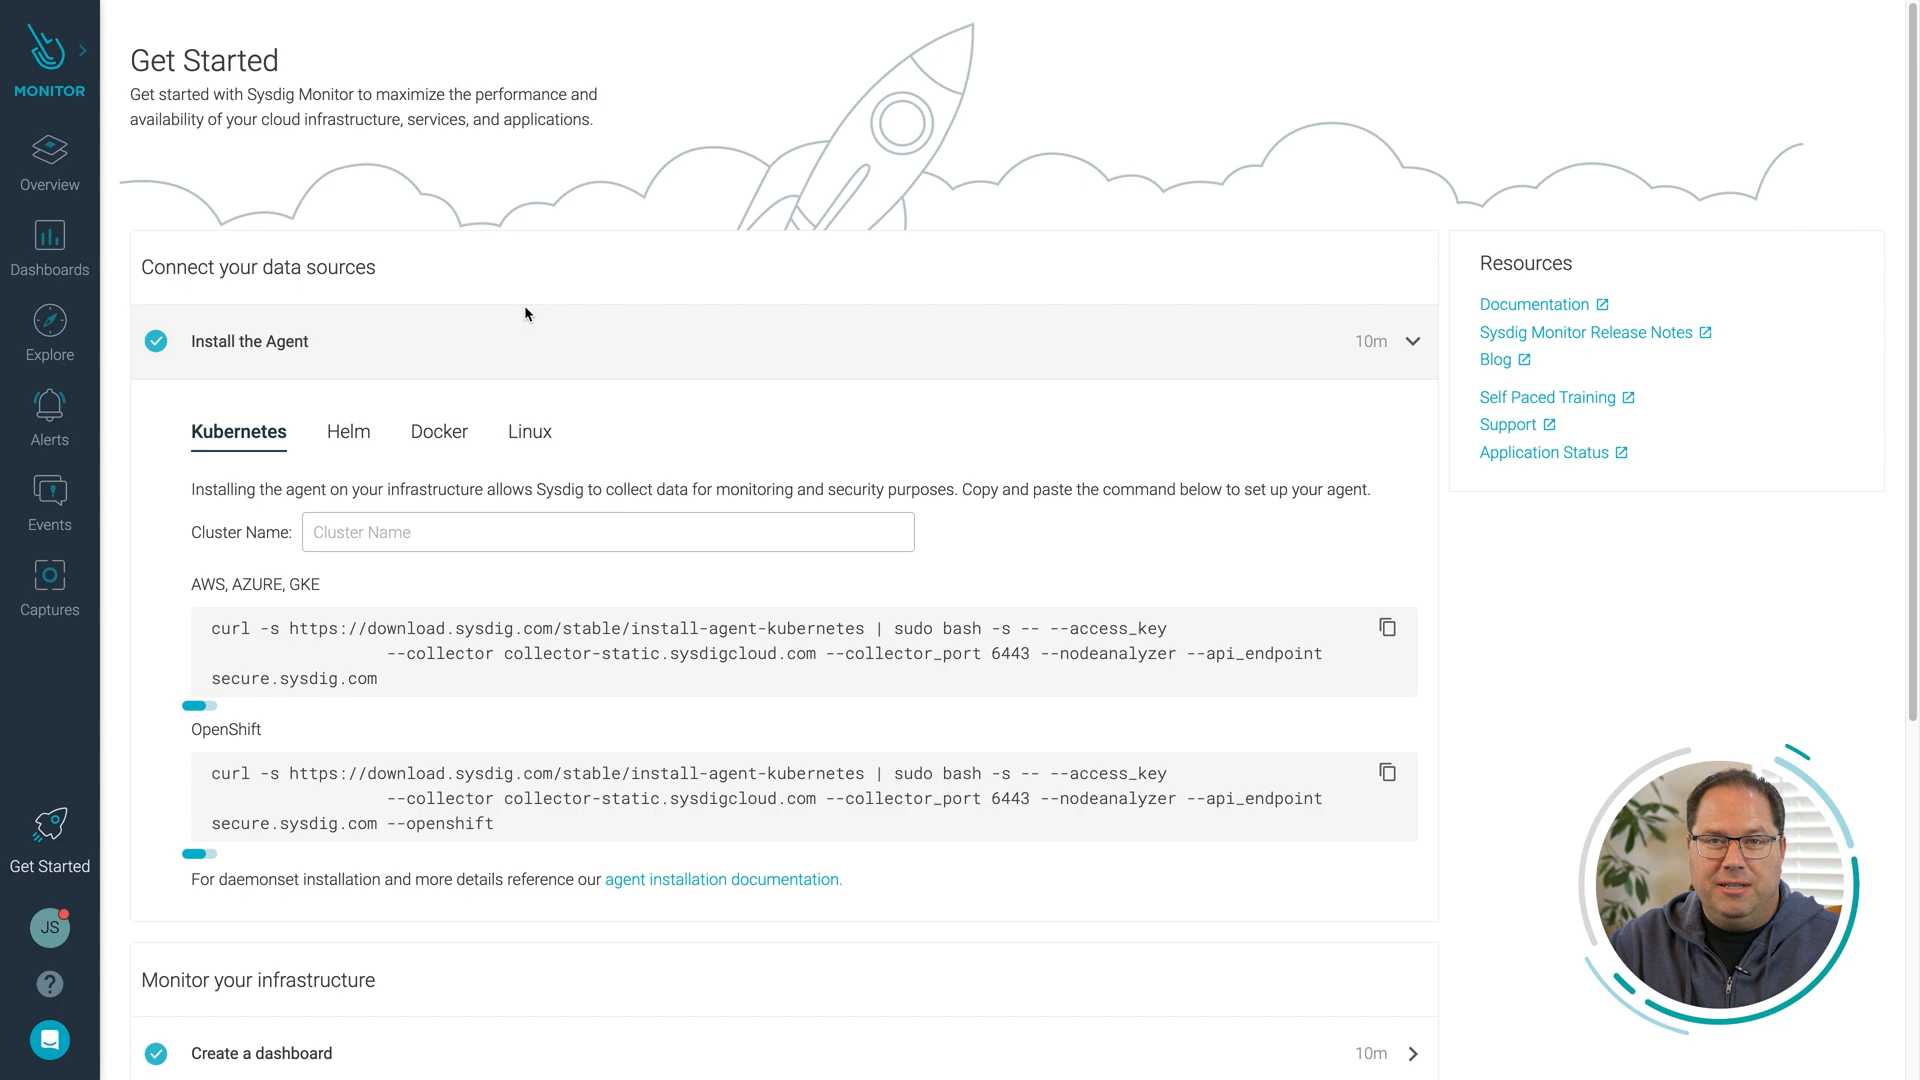 MONITOR
Overview
Dashboards
Explore
Alerts
Events
Captures
Get Started
JS
?
Get Started
Get started with Sysdig Monitor to maximize the performance and
availability of your cloud infrastructure, services, and applications.
Connect your data sources
Install the Agent
10m
Kubernetes
Helm
Docker
Linux
Installing the agent on your infrastructure allows Sysdig to collect data for monitoring and security purposes. Copy and paste the command below to set up your agent.
Cluster Name:
Cluster Name
AWS, AZURE, GKE
curl -s https://download.sysdig.com/stable/install-agent-kubernetes | sudo bash -s -- --access_key
--collector collector-static.sysdigcloud.com --collector_port 6443 --nodeanalyzer --api_endpoint
secure.sysdig.com
OpenShift
curl -s https://download.sysdig.com/stable/install-agent-kubernetes | sudo bash -s -- --access_key
--collector collector-static.sysdigcloud.com --collector_port 6443 --nodeanalyzer --api_endpoint
secure.sysdig.com --openshift
For daemonset installation and more details reference our agent installation documentation.
Monitor your infrastructure
Create a dashboard
10m
Resources
Documentation
Sysdig Monitor Release Notes
Blog
Self Paced Training
Support
Application Status